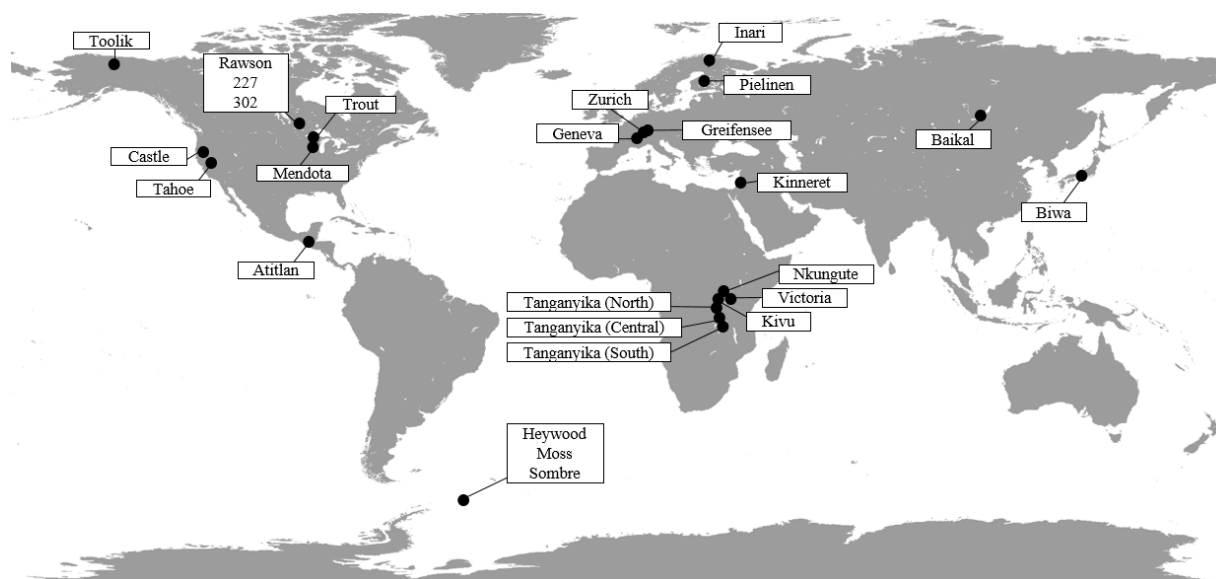 Toolik
Inari
Rawson
227
302
Pielinen
Trout
Zurich
Geneva
Greifensee
Baikal
Castle
Mendota
Tahoe
Kinneret
Biwa
Atitlan
Nkungute
Tanganyika (North)
Victoria
Tanganyika (Central)
Kivu
Tanganyika (South)
Heywood
Moss
Sombre